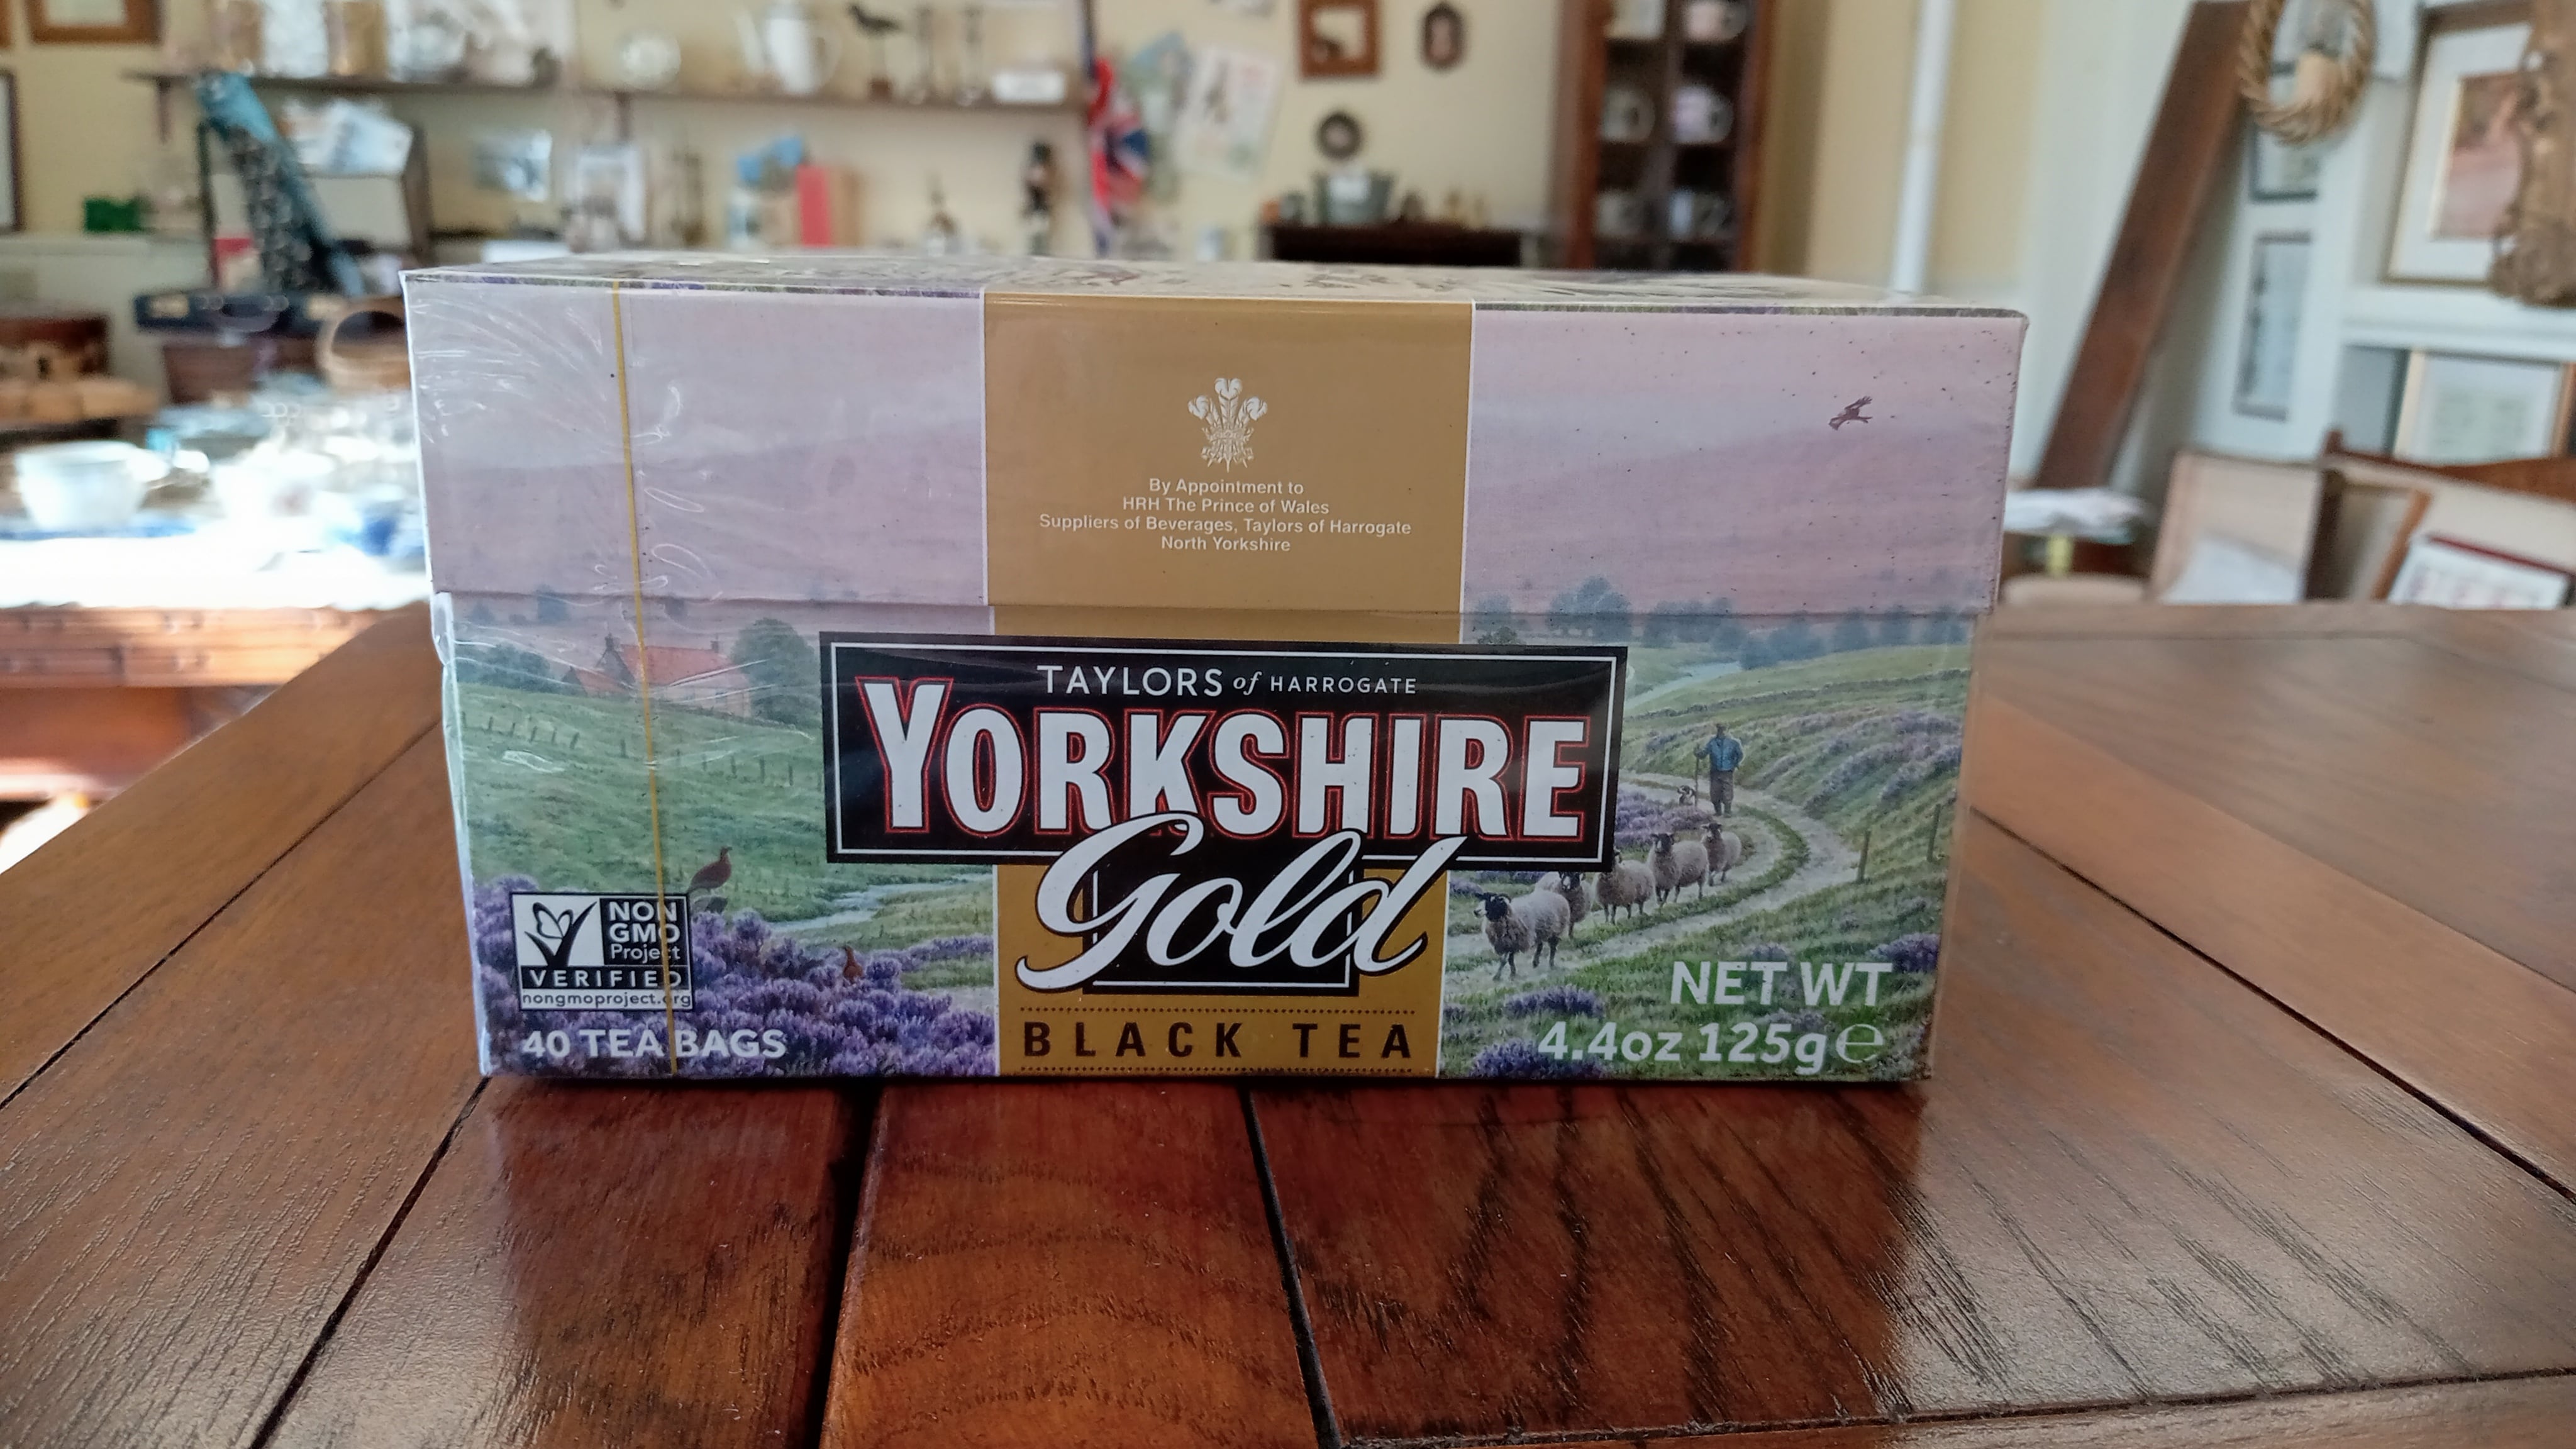 By Appointment to
HRH The Prince of Wales
Suppliers of Beverages, Taylors of Harrogate
North Yorkshire
TAYLORS of HARROGATE
YORKSHIRE
Gold
BLACK TEA
NON
GMO
Project
VERIFIED
nongmoproject.org
40 TEA BAGS
NET WT
4.4oz 125g℮